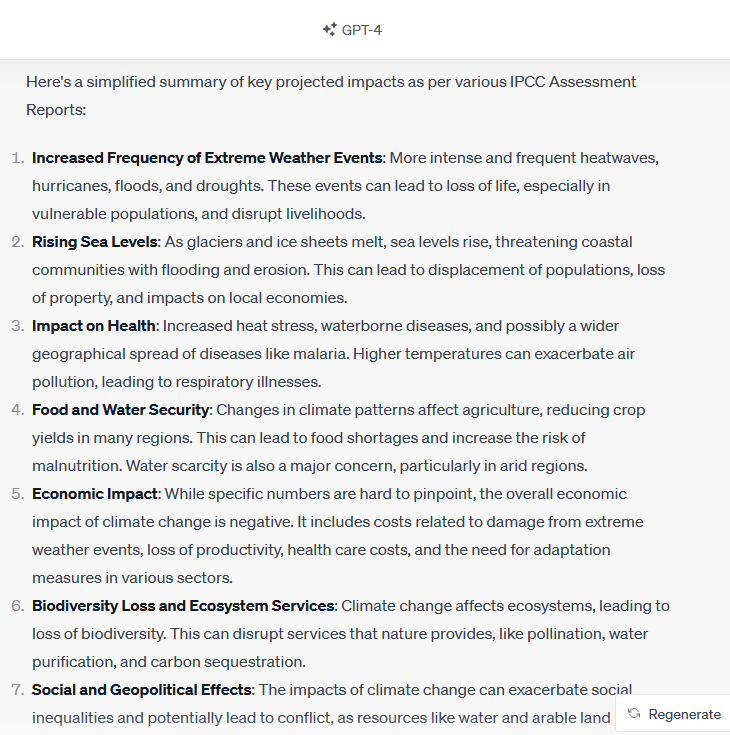 GPT-4
Here's a simplified summary of key projected impacts as per various IPCC Assessment
Reports:
1. Increased Frequency of Extreme Weather Events: More intense and frequent heatwaves,
hurricanes, floods, and droughts. These events can lead to loss of life, especially in
vulnerable populations, and disrupt livelihoods.
2. Rising Sea Levels: As glaciers and ice sheets melt, sea levels rise, threatening coastal
communities with flooding and erosion. This can lead to displacement of populations, loss
of property, and impacts on local economies.
3. Impact on Health: Increased heat stress, waterborne diseases, and possibly a wider
geographical spread of diseases like malaria. Higher temperatures can exacerbate air
pollution, leading to respiratory illnesses.
4. Food and Water Security: Changes in climate patterns affect agriculture, reducing crop
yields in many regions. This can lead to food shortages and increase the risk of
malnutrition. Water scarcity is also a major concern, particularly in arid regions.
5. Economic Impact: While specific numbers are hard to pinpoint, the overall economic
impact of climate change is negative. It includes costs related to damage from extreme
weather events, loss of productivity, health care costs, and the need for adaptation
measures in various sectors.
6. Biodiversity Loss and Ecosystem Services: Climate change affects ecosystems, leading to
loss of biodiversity. This can disrupt services that nature provides, like pollination, water
purification, and carbon sequestration.
7. Social and Geopolitical Effects: The impacts of climate change can exacerbate social
inequalities and potentially lead to conflict, as resources like water and arable land
Regenerate